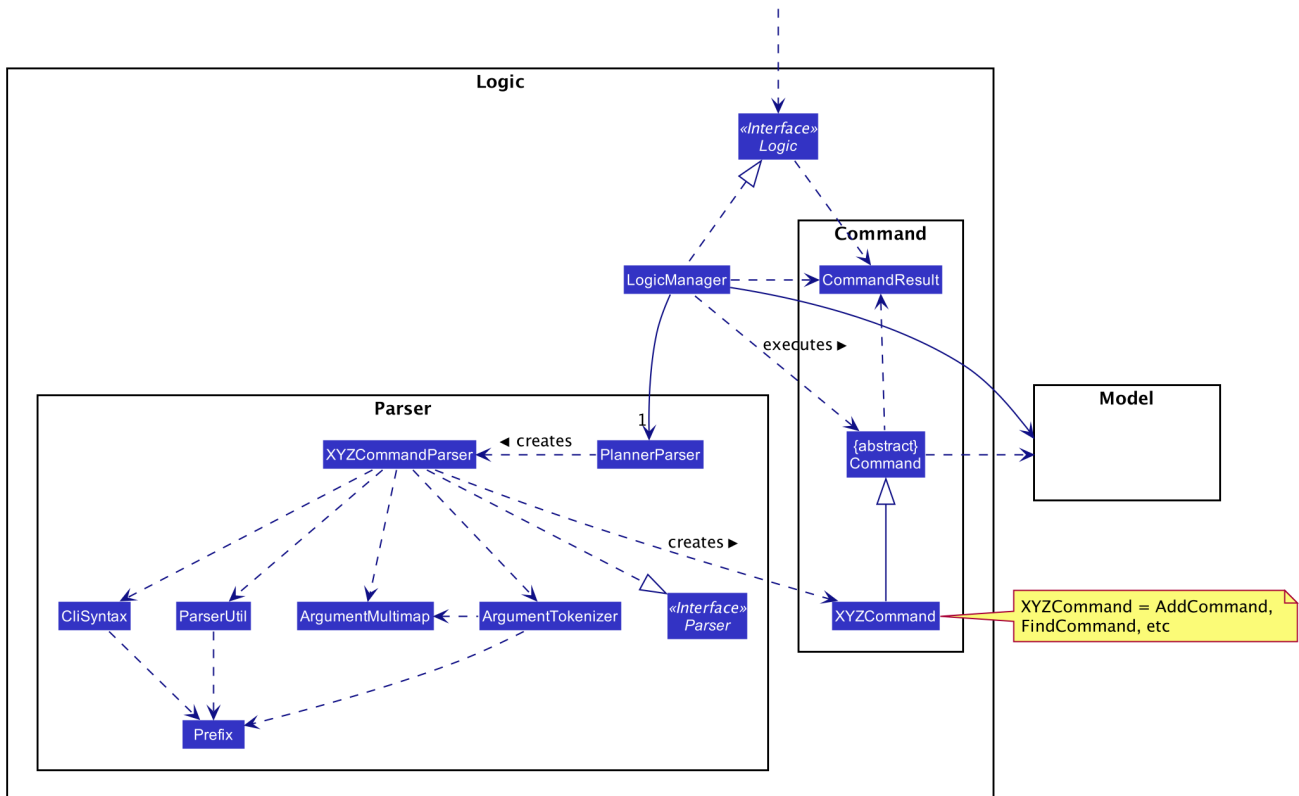 Logic
«Interface»
Logic
Command
LogicManager
CommandResult
executes ►
Model
Parser
1
◄ creates
XYZCommandParser
PlannerParser
{abstract}
Command
creates ►
CliSyntax
ParserUtil
ArgumentMultimap
ArgumentTokenizer
«Interface»
Parser
XYZCommand
XYZCommand = AddCommand,
FindCommand, etc
Prefix